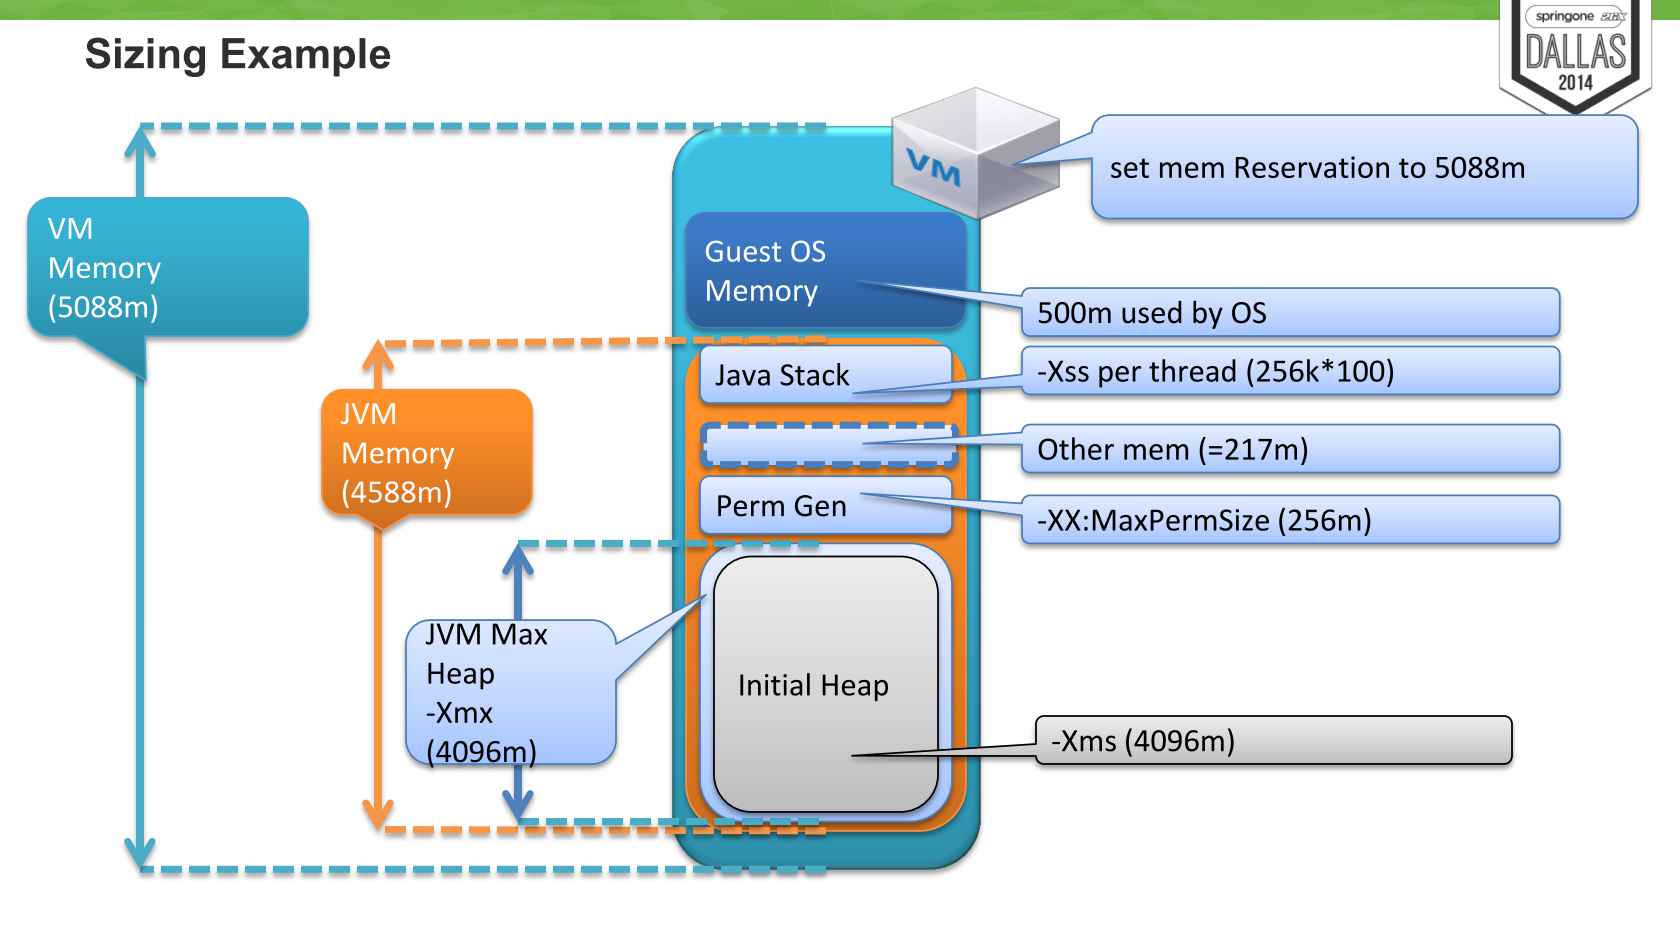 Sizing Example
springone 2GX
DALLAS
2014
VM
set mem Reservation to 5088m
VM
Memory
(5088m)
Guest OS
Memory
500m used by OS
JVM
Memory
(4588m)
Java Stack
-Xss per thread (256k*100)
Other mem (=217m)
Perm Gen
-XX:MaxPermSize (256m)
JVM Max
Heap
-Xmx
(4096m)
Initial Heap
-Xms (4096m)